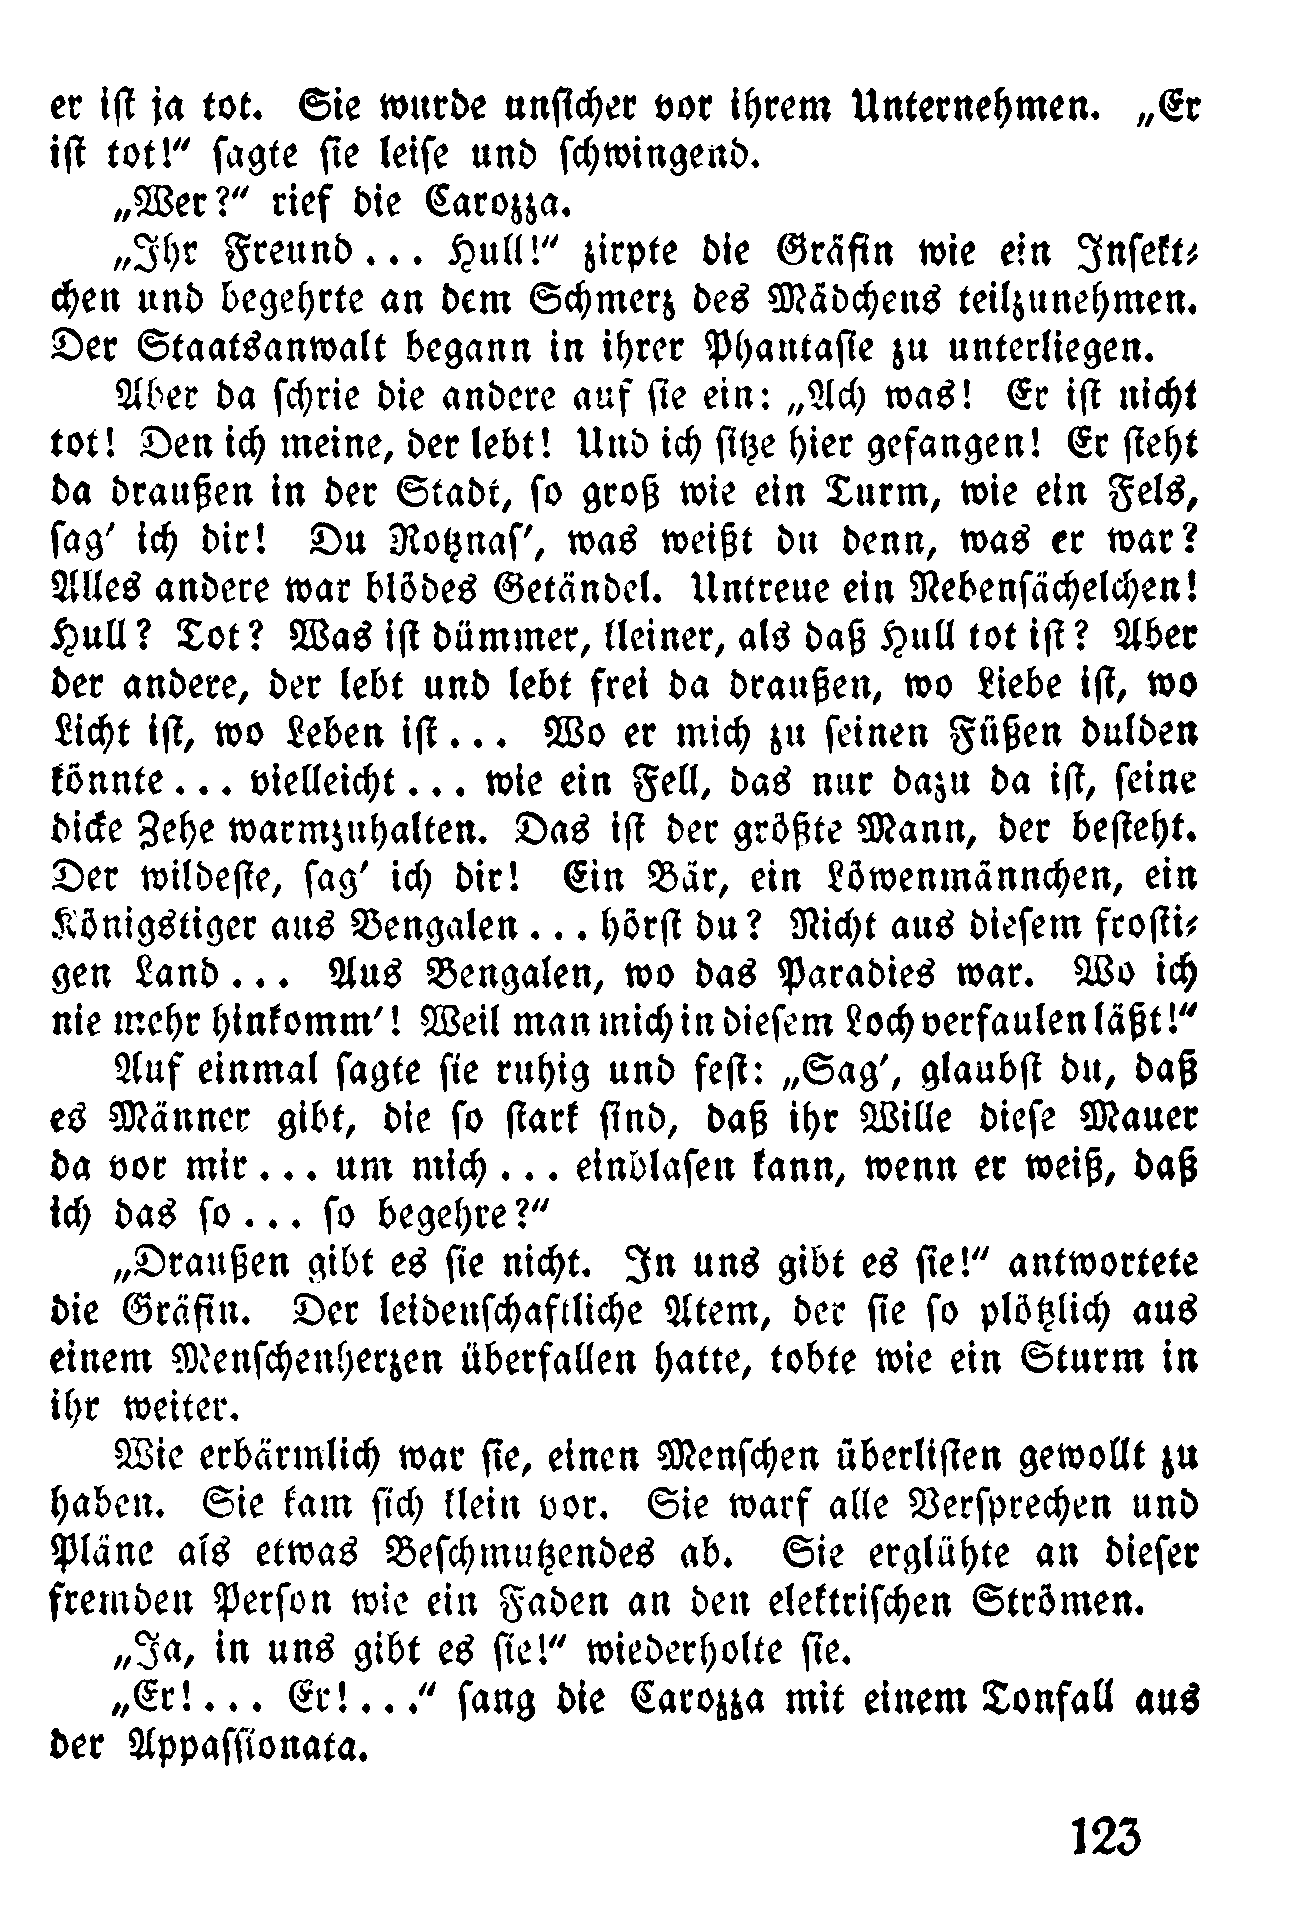 er ist ja tot. Sie wurde unsicher vor ihrem Unternehmen. „Er
ist tot!“ sagte sie leise und schwingend.
„Wer?“ rief die Carozza.
„Ihr Freund... Hull!“ zirpte die Gräfin wie ein Insekt-
chen und begehrte an dem Schmerz des Mädchens teilzunehmen.
Der Staatsanwalt begann in ihrer Phantasie zu unterliegen.
Aber da schrie die andere auf sie ein: „Ach was! Er ist nicht
tot! Den ich meine, der lebt! Und ich sitze hier gefangen! Er steht
da draußen in der Stadt, so groß wie ein Turm, wie ein Fels,
sag’ ich dir! Du Rotznas’, was weißt du denn, was er war?
Alles andere war blödes Getändel. Untreue ein Nebensächelchen!
Hull? Tot? Was ist dümmer, lleiner, als daß Hull tot ist? Aber
der andere, der lebt und lebt frei da draußen, wo Liebe ist, wo
Licht ist, wo Leben ist... Wo er mich zu seinen Füßen dulden
könnte... vielleicht... wie ein Fell, das nur dazu da ist, seine
dicke Zehe warmzuhalten. Das ist der größte Mann, der besteht.
Der wildeste, sag’ ich dir! Ein Bär, ein Löwenmännchen, ein
Königstiger aus Bengalen... hörst du? Nicht aus diesem frosti-
gen Land... Aus Bengalen, wo das Paradies war. Wo ich
nie mehr hinkomm’! Weil man mich in diesem Loch verfaulen läßt!“
Auf einmal sagte sie ruhig und fest: „Sag’, glaubst du, daß
es Männer gibt, die so stark sind, daß ihr Wille diese Mauer
da vor mir... um mich... einblasen kann, wenn er weiß, daß
ich das so... so begehre?“
„Draußen gibt es sie nicht. In uns gibt es sie!“ antwortete
die Gräfin. Der leidenschaftliche Atem, der sie so plötzlich aus
einem Menschenherzen überfallen hatte, tobte wie ein Sturm in
ihr weiter.
Wie erbärmlich war sie, einen Menschen überlisten gewollt zu
haben. Sie kam sich klein vor. Sie warf alle Versprechen und
Pläne als etwas Beschmutzendes ab. Sie erglühte an dieser
fremden Person wie ein Faden an den elektrischen Strömen.
„Ja, in uns gibt es sie!“ wiederholte sie.
„Er!... Er!...“ sang die Carozza mit einem Tonfall aus
der Appassionata.
123